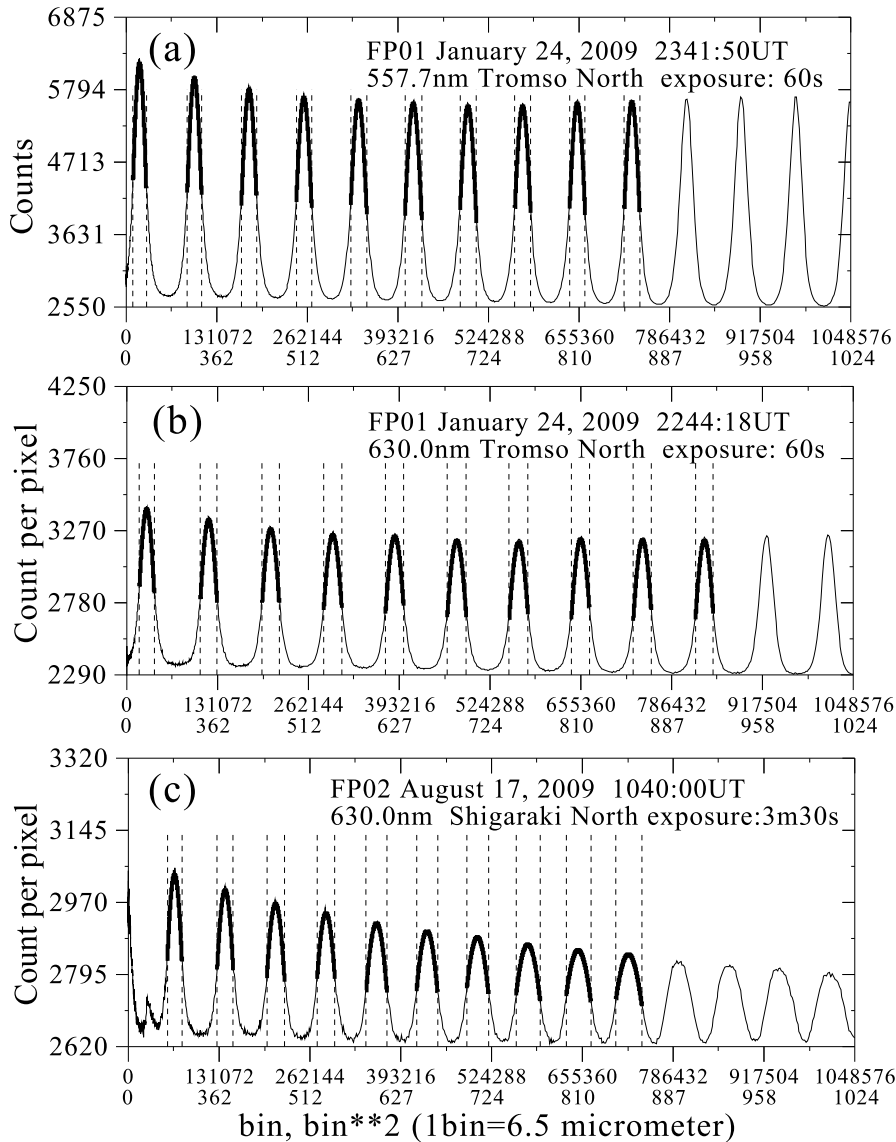 (a)
FP01 January 24, 2009 2341:50UT
557.7nm Tromso North exposure: 60s
Counts
6875
5794
4713
3631
2550
0 131072 262144 393216 524288 655360 786432 917504 1048576
0 362 512 627 724 810 887 958 1024
(b)
FP01 January 24, 2009 2244:18UT
630.0nm Tromso North exposure: 60s
Count per pixel
4250
3760
3270
2780
2290
0 131072 262144 393216 524288 655360 786432 917504 1048576
0 362 512 627 724 810 887 958 1024
(c)
FP02 August 17, 2009 1040:00UT
630.0nm Shigaraki North exposure:3m30s
Count per pixel
3320
3145
2970
2795
2620
0 131072 262144 393216 524288 655360 786432 917504 1048576
0 362 512 627 724 810 887 958 1024
bin, bin**2 (1bin=6.5 micrometer)